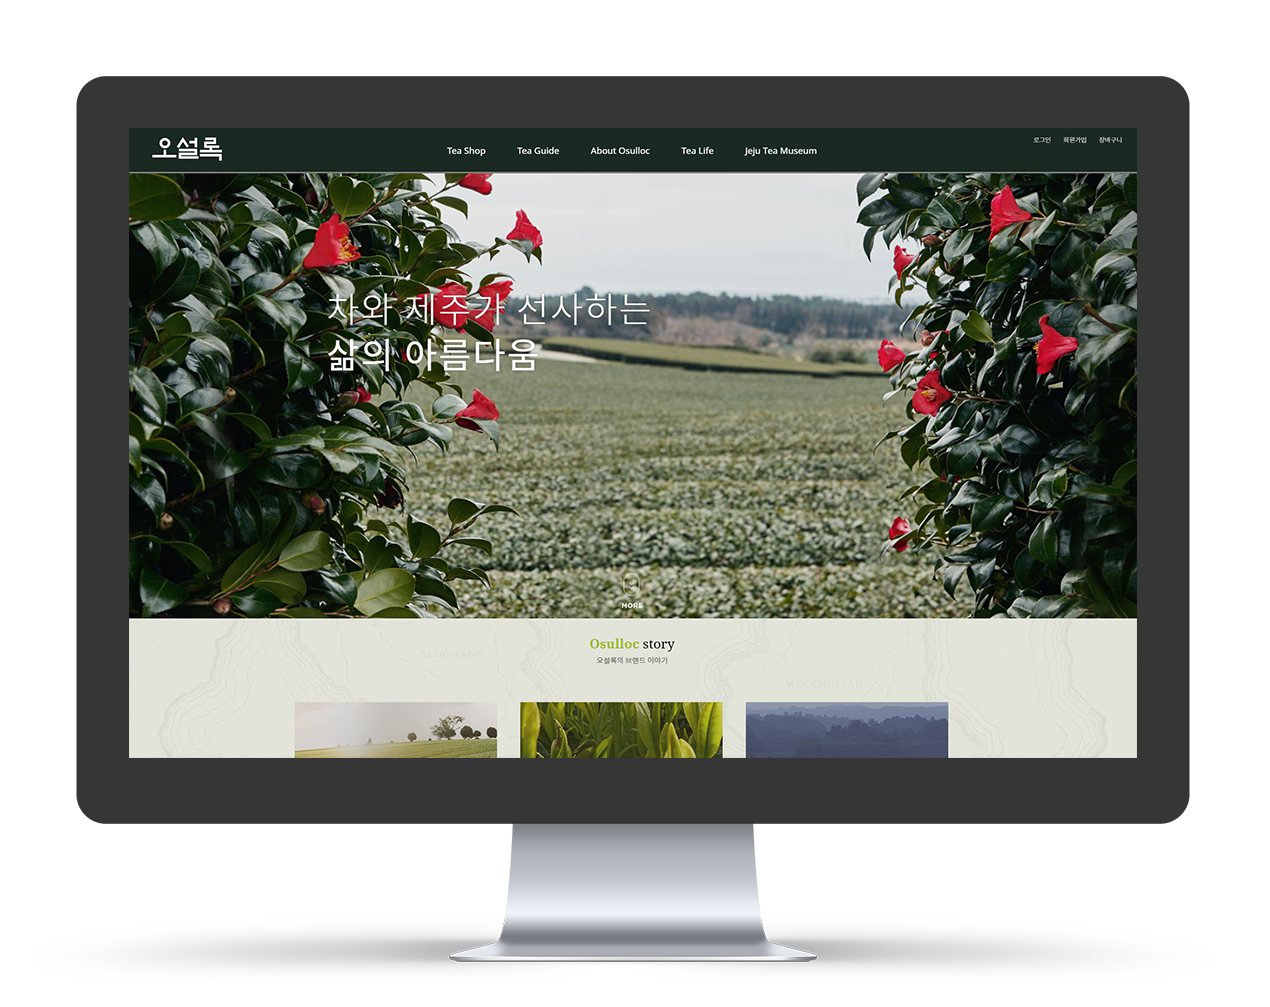 오설록
Tea Shop Tea Guide About Osulloc Tea Life Jeju Tea Museum
로그인 회원가입 장바구니
차와 제주가 선사하는
삶의 아름다움
MORE
Osulloc story
오설록의 브랜드 이야기
SEOGWANG
WOLCHULSAN